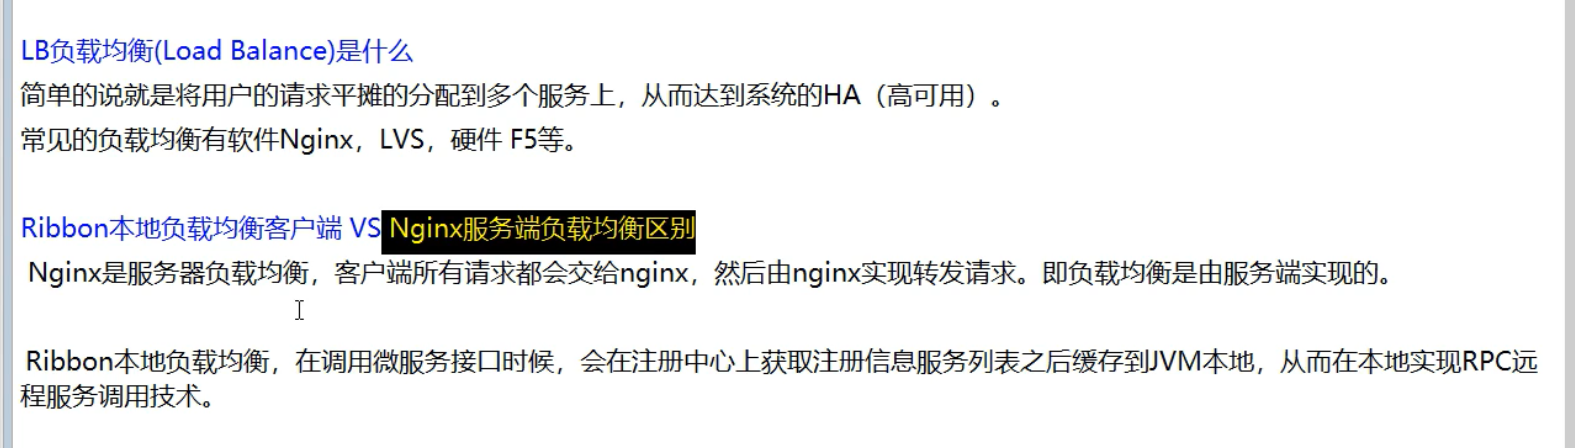 LB负载均衡(Load Balance)是什么
简单的说就是将用户的请求平摊的分配到多个服务上，从而达到系统的HA（高可用）。
常见的负载均衡有软件Nginx，LVS，硬件 F5等。
Ribbon本地负载均衡客户端 VS Nginx服务端负载均衡区别
Nginx是服务器负载均衡，客户端所有请求都会交给nginx，然后由nginx实现转发请求。即负载均衡是由服务端实现的。
Ribbon本地负载均衡，在调用微服务接口时候，会在注册中心上获取注册信息服务列表之后缓存到JVM本地，从而在本地实现RPC远
程服务调用技术。